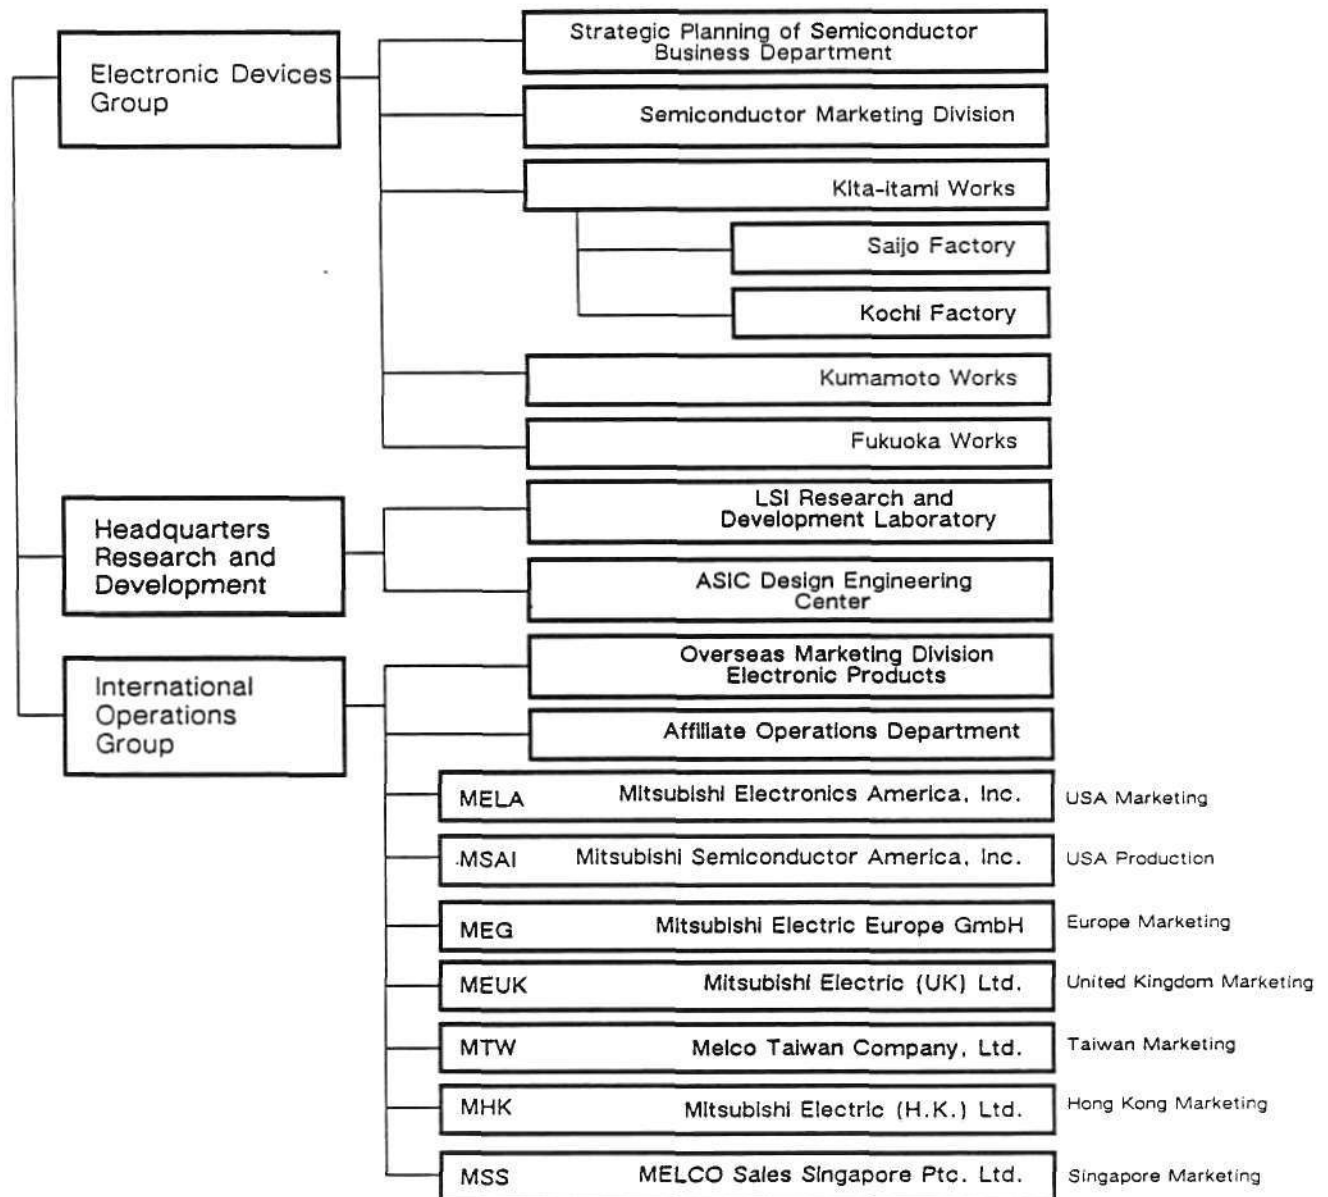 Electronic Devices
Group
Strategic Planning of Semiconductor
Business Department
Semiconductor Marketing Division
Kita-itami Works
Saijo Factory
Kochi Factory
Kumamoto Works
Fukuoka Works
Headquarters
Research and
Development
LSI Research and
Development Laboratory
ASIC Design Engineering
Center
International
Operations
Group
Overseas Marketing Division
Electronic Products
Affiliate Operations Department
MELA Mitsubishi Electronics America, Inc. USA Marketing
MSAI Mitsubishi Semiconductor America, Inc. USA Production
MEG Mitsubishi Electric Europe GmbH Europe Marketing
MEUK Mitsubishi Electric (UK) Ltd. United Kingdom Marketing
MTW Melco Taiwan Company, Ltd. Taiwan Marketing
MHK Mitsubishi Electric (H.K.) Ltd. Hong Kong Marketing
MSS MELCO Sales Singapore Ptc. Ltd. Singapore Marketing